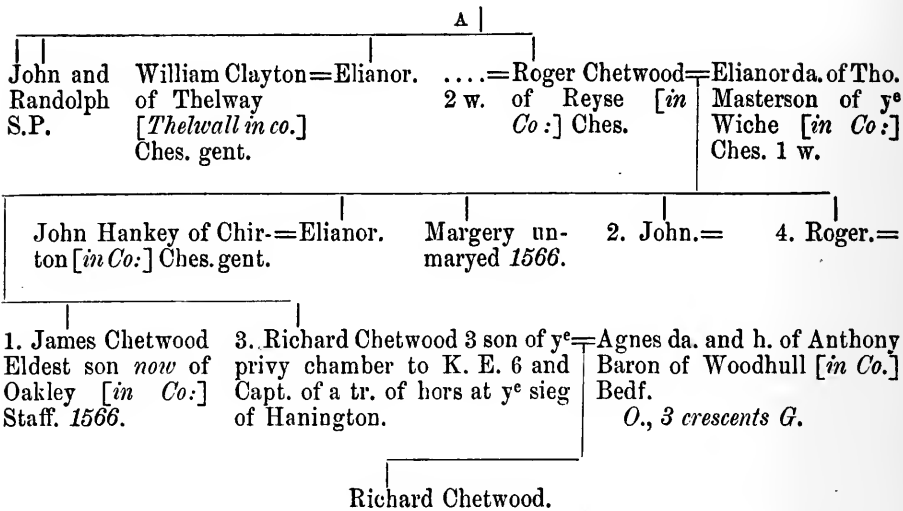 A
John and
Randolph
S.P.
William Clayton=Elianor.
of Thelway
[Thelwall in co.]
Ches. gent.
....=Roger Chetwood=Elianor da. of Tho.
2 w. of Reyse [in
Co:] Ches.
Masterson of yᵉ
Wiche [in Co:]
Ches. 1 w.
John Hankey of Chir-=Elianor.
ton [in Co:] Ches. gent.
Margery un-
maryed 1566.
2. John.=
4. Roger.=
1. James Chetwood
Eldest son now of
Oakley [in Co:]
Staff. 1566.
3. Richard Chetwood 3 son of yᵉ=Agnes da. and h. of Anthony
privy chamber to K. E. 6 and
Capt. of a tr. of hors at yᵉ sieg
of Hanington.
Baron of Woodhull [in Co.]
Bedf.
O., 3 crescents G.
Richard Chetwood.